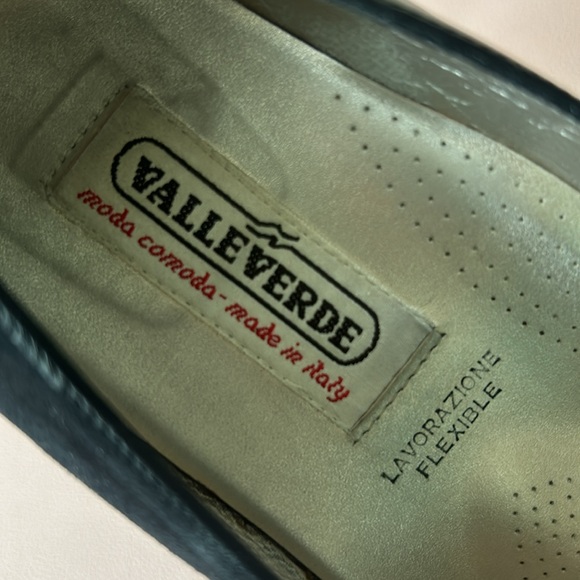 VALLEVERDE
moda comoda-made in italy
LAVORAZIONE
FLEXIBLE